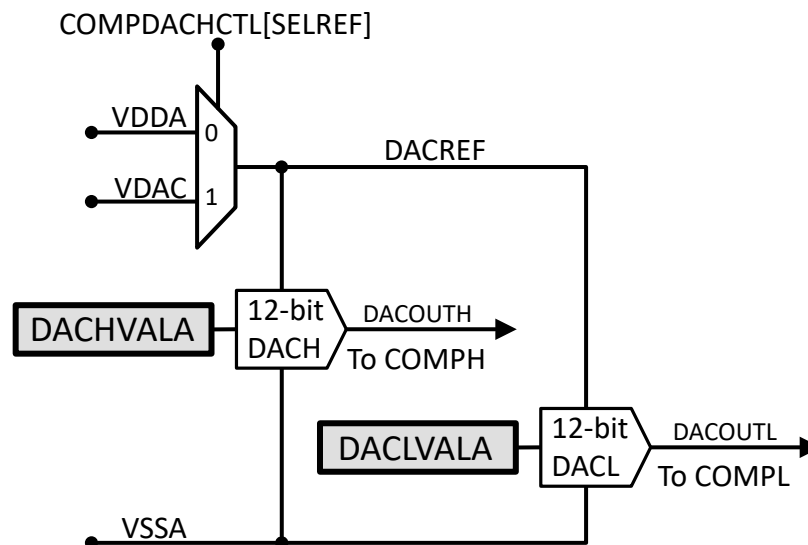 COMPDACHCTL[SELREF]
VDDA
0
DACREF
VDAC
1
DACHVALA
12-bit
DACH
DACOUTH
To COMPH
DACLVALA
12-bit
DACL
DACOUTL
To COMPL
VSSA